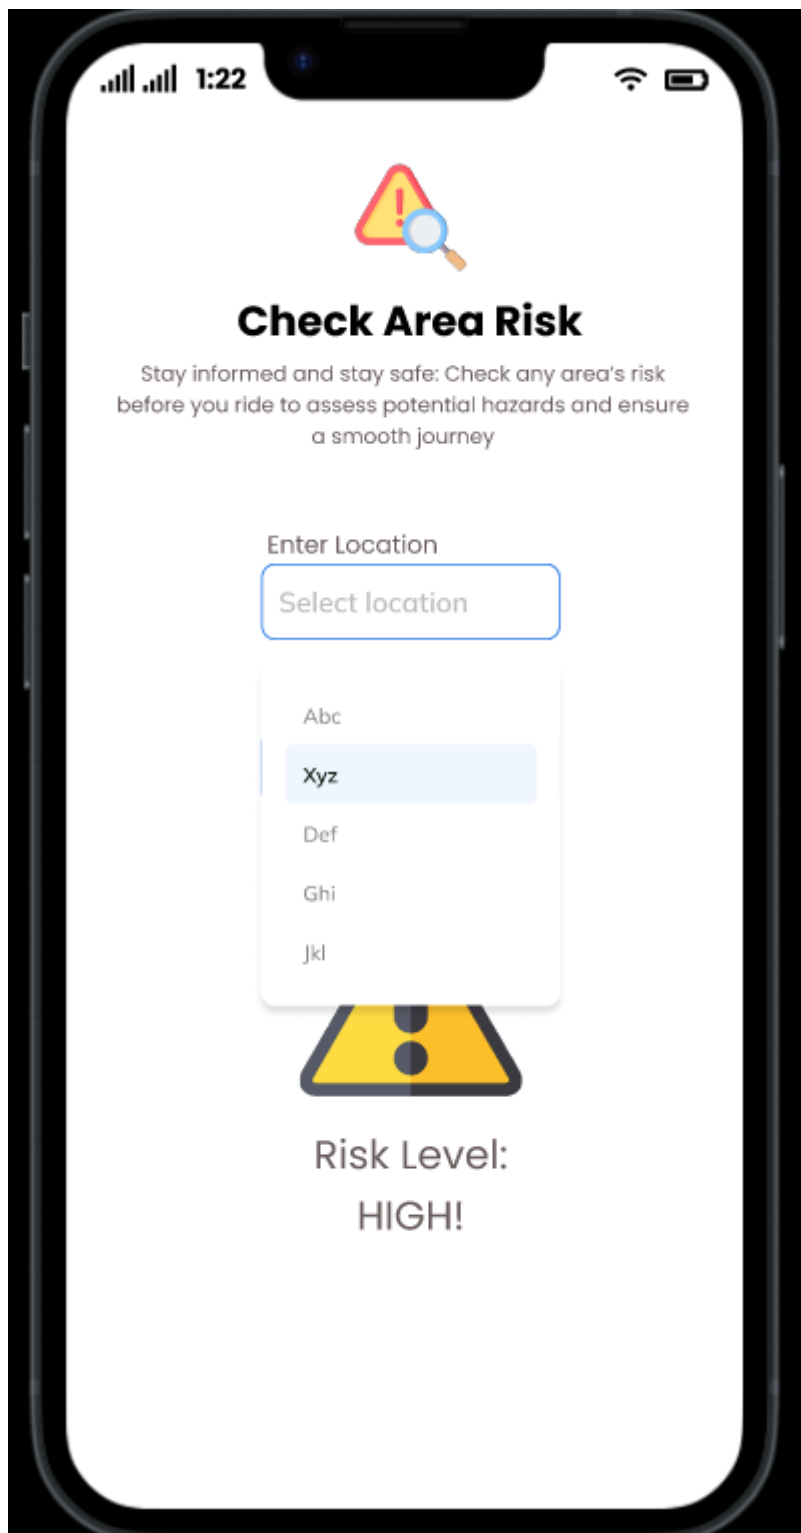 1:22
Check Area Risk
Stay informed and stay safe: Check any area's risk
before you ride to assess potential hazards and ensure
a smooth journey
Enter Location
Select location
Abc
Xyz
Def
Ghi
Jkl
Risk Level:
HIGH!